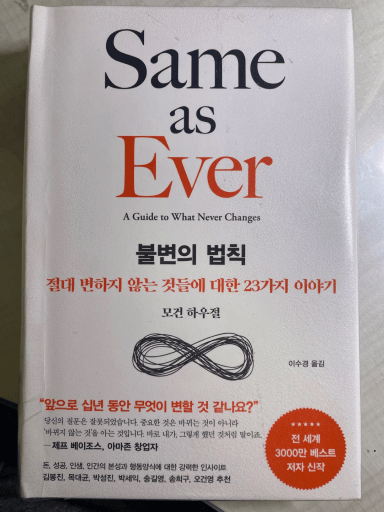 Same
as
Ever
A Guide to What Never Changes
불변의 법칙
절대 변하지 않는 것들에 대한 23가지 이야기
모건 하우절
이수경 옮김
"앞으로 십년 동안 무엇이 변할 것 같나요?"
당신의 질문은 잘못되었습니다. 중요한 것은 바뀌는 것이 아니라
'바뀌지 않는 것'을 아는 것입니다. 바로 내가, 그렇게 했던 것처럼 말이죠.
― 제프 베이조스, 아마존 창업자
돈, 성공, 인생, 인간의 본성과 행동양식에 대한 강력한 인사이트
김봉진, 목대균, 박성진, 박세익, 송길영, 송희구, 오건영 추천
★★★★★
전 세계
3000만 베스트
저자 신작